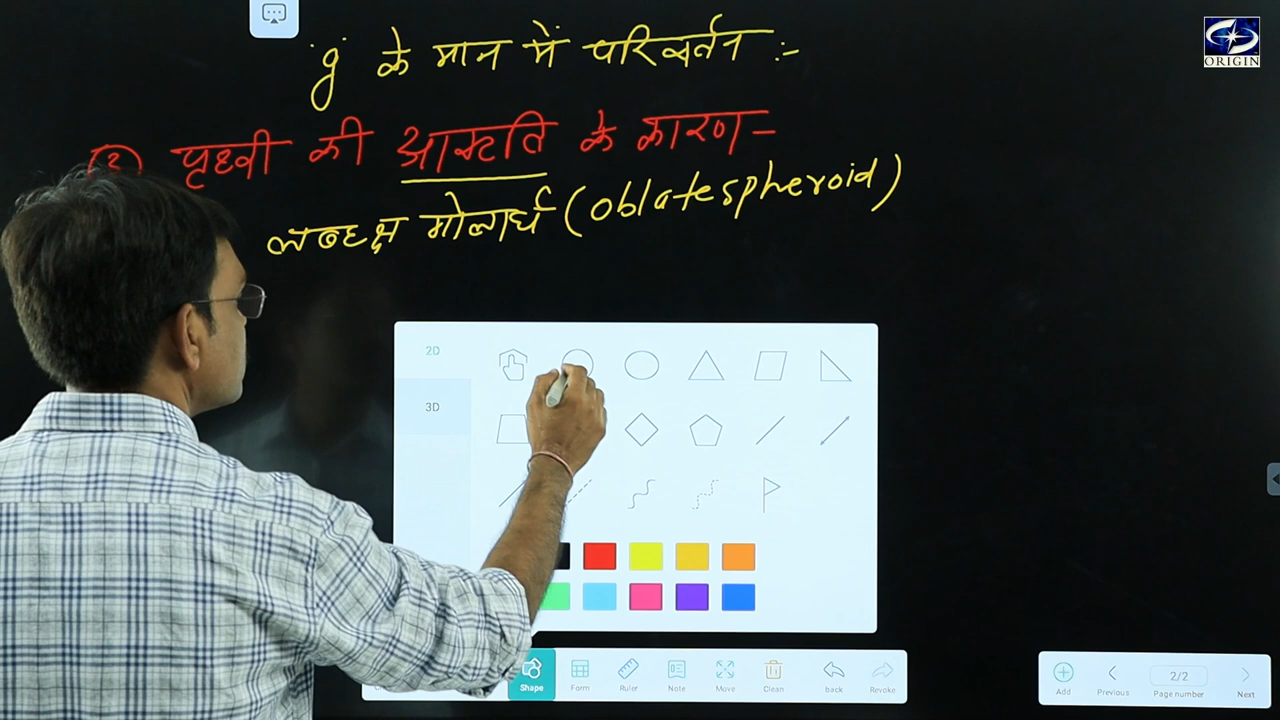 'g' के मान में परिवर्तन :-
(3) पृथ्वी की आकृति के कारण -
लघ्वक्ष गोलार्ध (oblatespheroid)
ORIGIN
2D
3D
Shape
Form
Ruler
Note
Move
Clean
back
Revoke
Add
Previous
2/2
Page number
Next